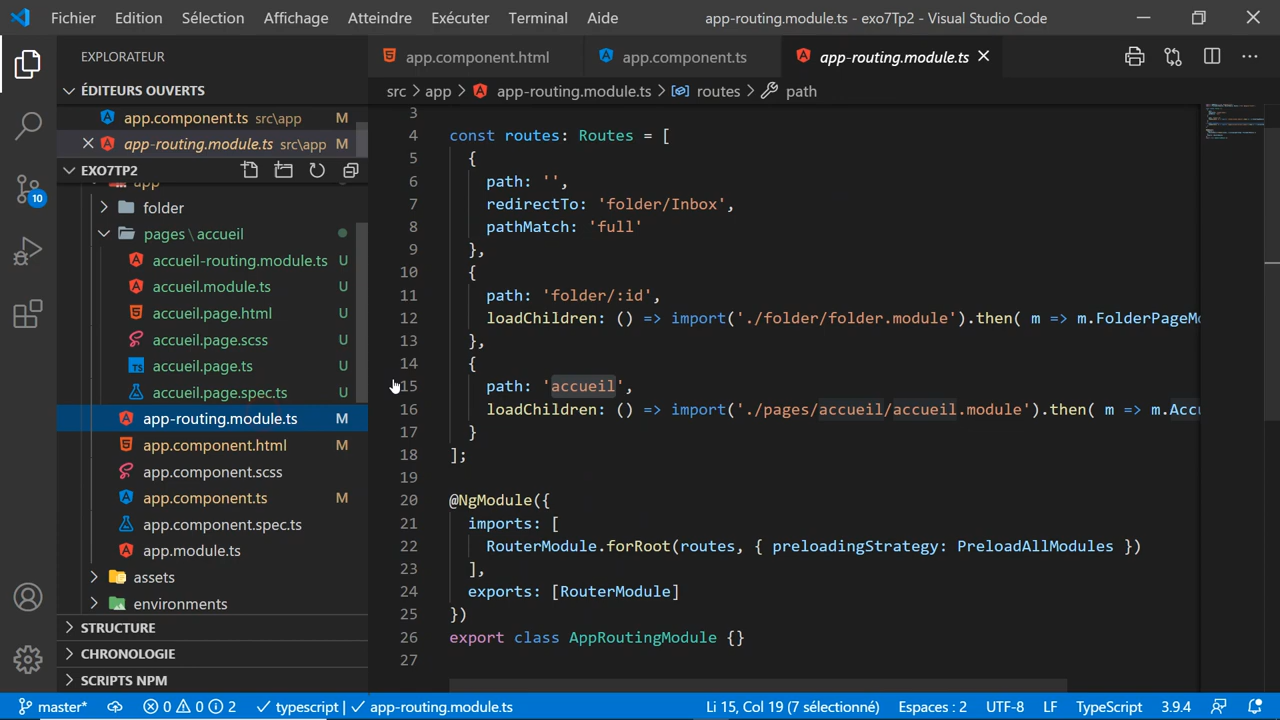 Fichier Edition Sélection Affichage Atteindre Exécuter Terminal Aide app-routing.module.ts - exo7Tp2 - Visual Studio Code
EXPLORATEUR
ÉDITEURS OUVERTS
app.component.ts src\app M
app-routing.module.ts src\app M
EXO7TP2
app
folder
pages \ accueil
accueil-routing.module.ts U
accueil.module.ts U
accueil.page.html U
accueil.page.scss U
accueil.page.ts U
accueil.page.spec.ts U
app-routing.module.ts M
app.component.html M
app.component.scss
app.component.ts M
app.component.spec.ts
app.module.ts
assets
environments
STRUCTURE
CHRONOLOGIE
SCRIPTS NPM
10
app.component.html app.component.ts app-routing.module.ts
src > app > app-routing.module.ts > routes > path
3
4 const routes: Routes = [
5 {
6 path: '',
7 redirectTo: 'folder/Inbox',
8 pathMatch: 'full'
9 },
10 {
11 path: 'folder/:id',
12 loadChildren: () => import('./folder/folder.module').then( m => m.FolderPageMo
13 },
14 {
15 path: 'accueil',
16 loadChildren: () => import('./pages/accueil/accueil.module').then( m => m.Accu
17 }
18 ];
19
20 @NgModule({
21 imports: [
22 RouterModule.forRoot(routes, { preloadingStrategy: PreloadAllModules })
23 ],
24 exports: [RouterModule]
25 })
26 export class AppRoutingModule {}
27
master* 0 0 2 typescript | app-routing.module.ts Li 15, Col 19 (7 sélectionné) Espaces : 2 UTF-8 LF TypeScript 3.9.4